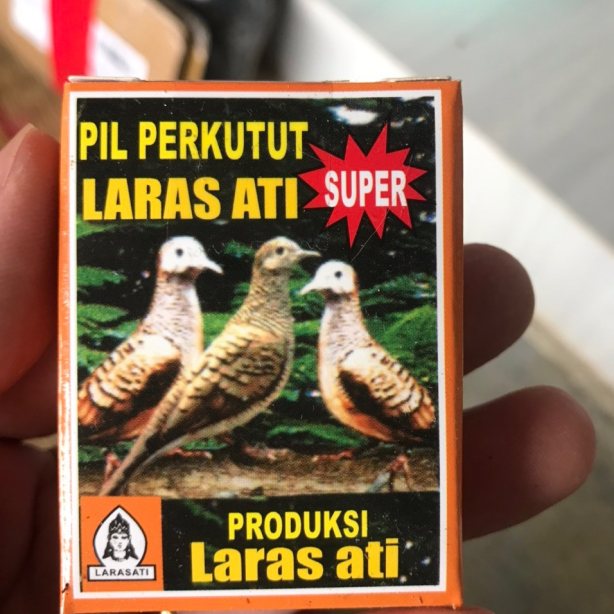 PIL PERKUTUT
LARAS ATI
SUPER
LARASATI
PRODUKSI
Laras ati